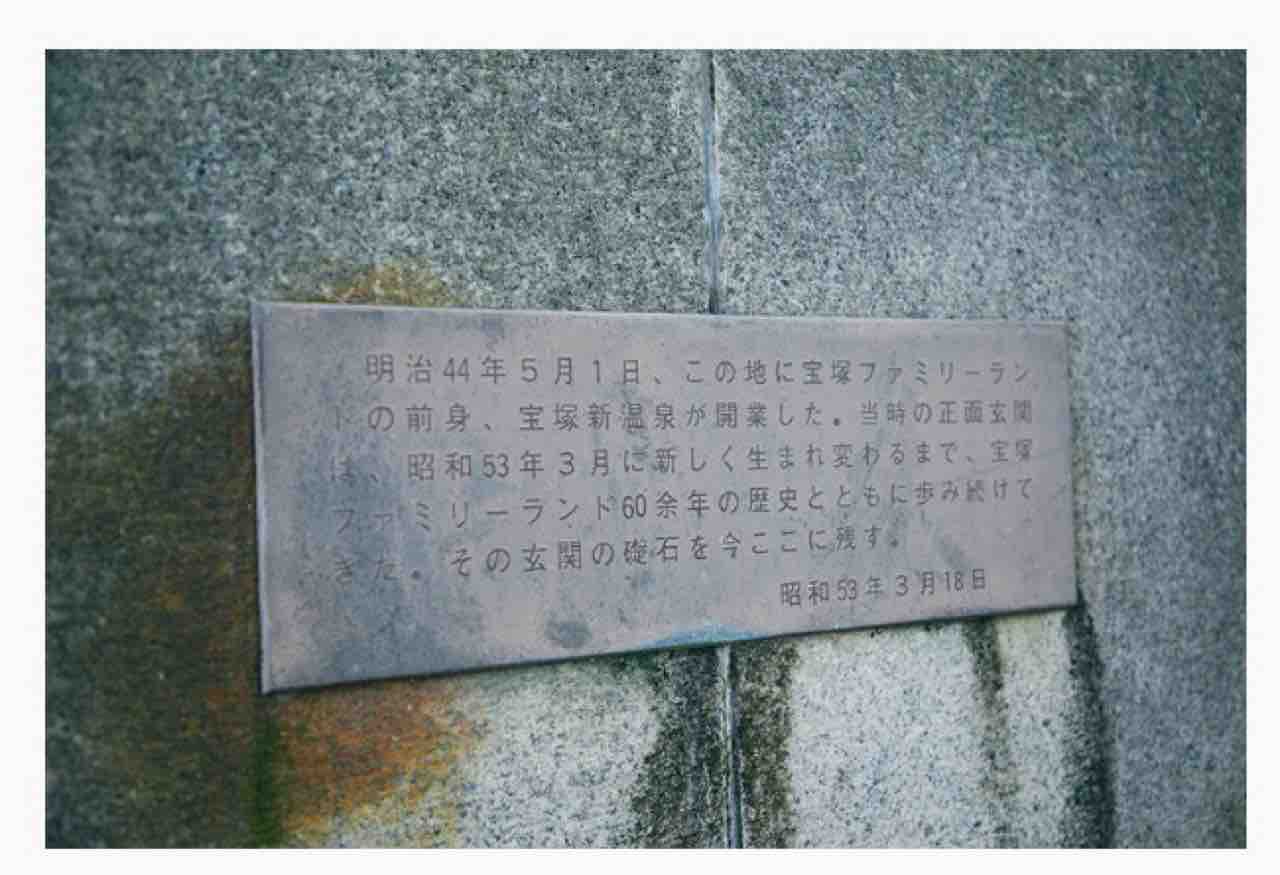 明治44年5月1日、この地に宝塚ファミリーラン
ドの前身、宝塚新温泉が開業した。当時の正面玄関
は、昭和53年3月に新しく生まれ変わるまで、宝塚
ファミリーランド60余年の歴史とともに歩み続けて
きた。その玄関の礎石を今ここに残す。
昭和53年3月18日